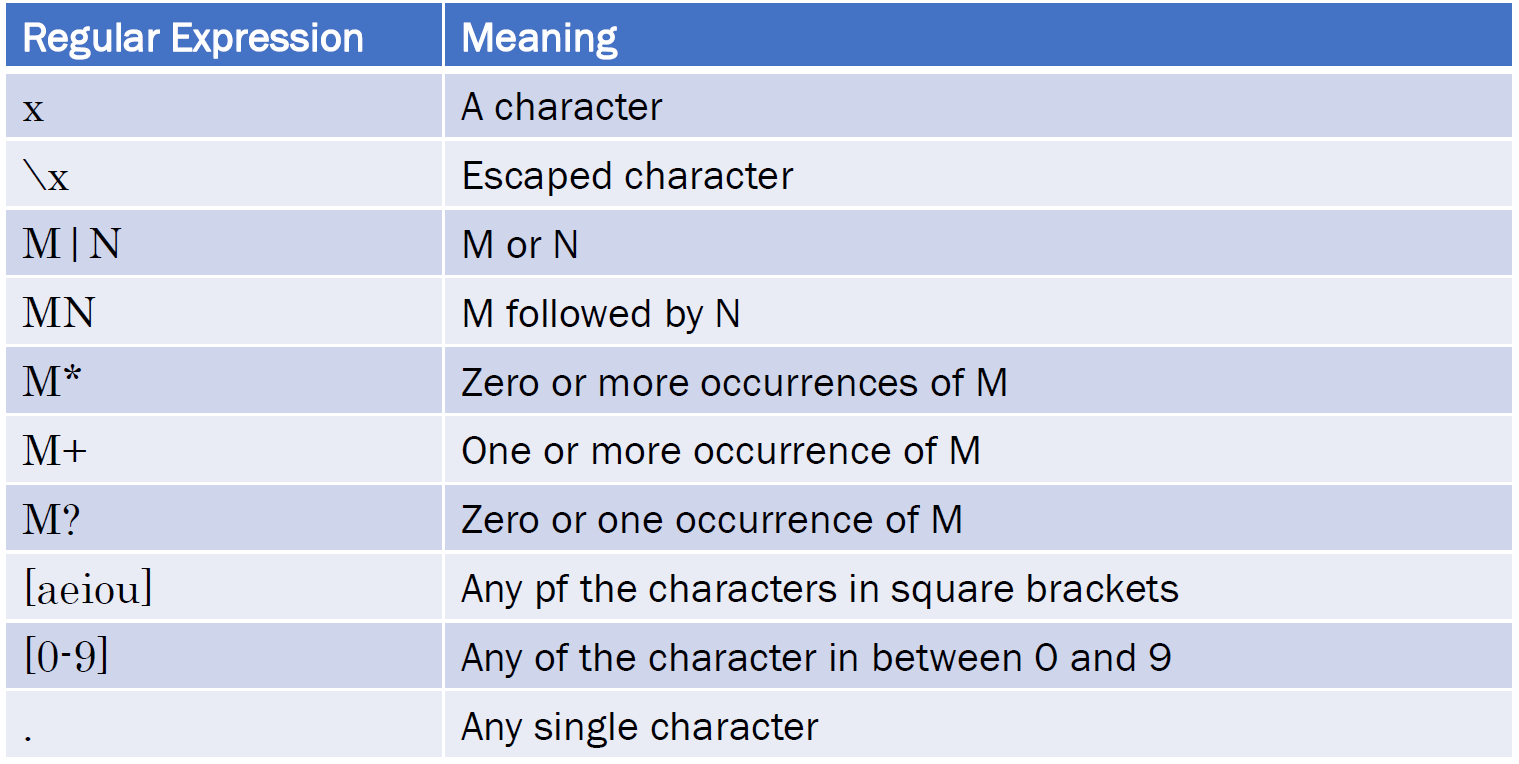 Regular Expression Meaning
x A character
\x Escaped character
M|N M or N
MN M followed by N
M* Zero or more occurrences of M
M+ One or more occurrence of M
M? Zero or one occurrence of M
[aeiou] Any pf the characters in square brackets
[0-9] Any of the character in between 0 and 9
. Any single character